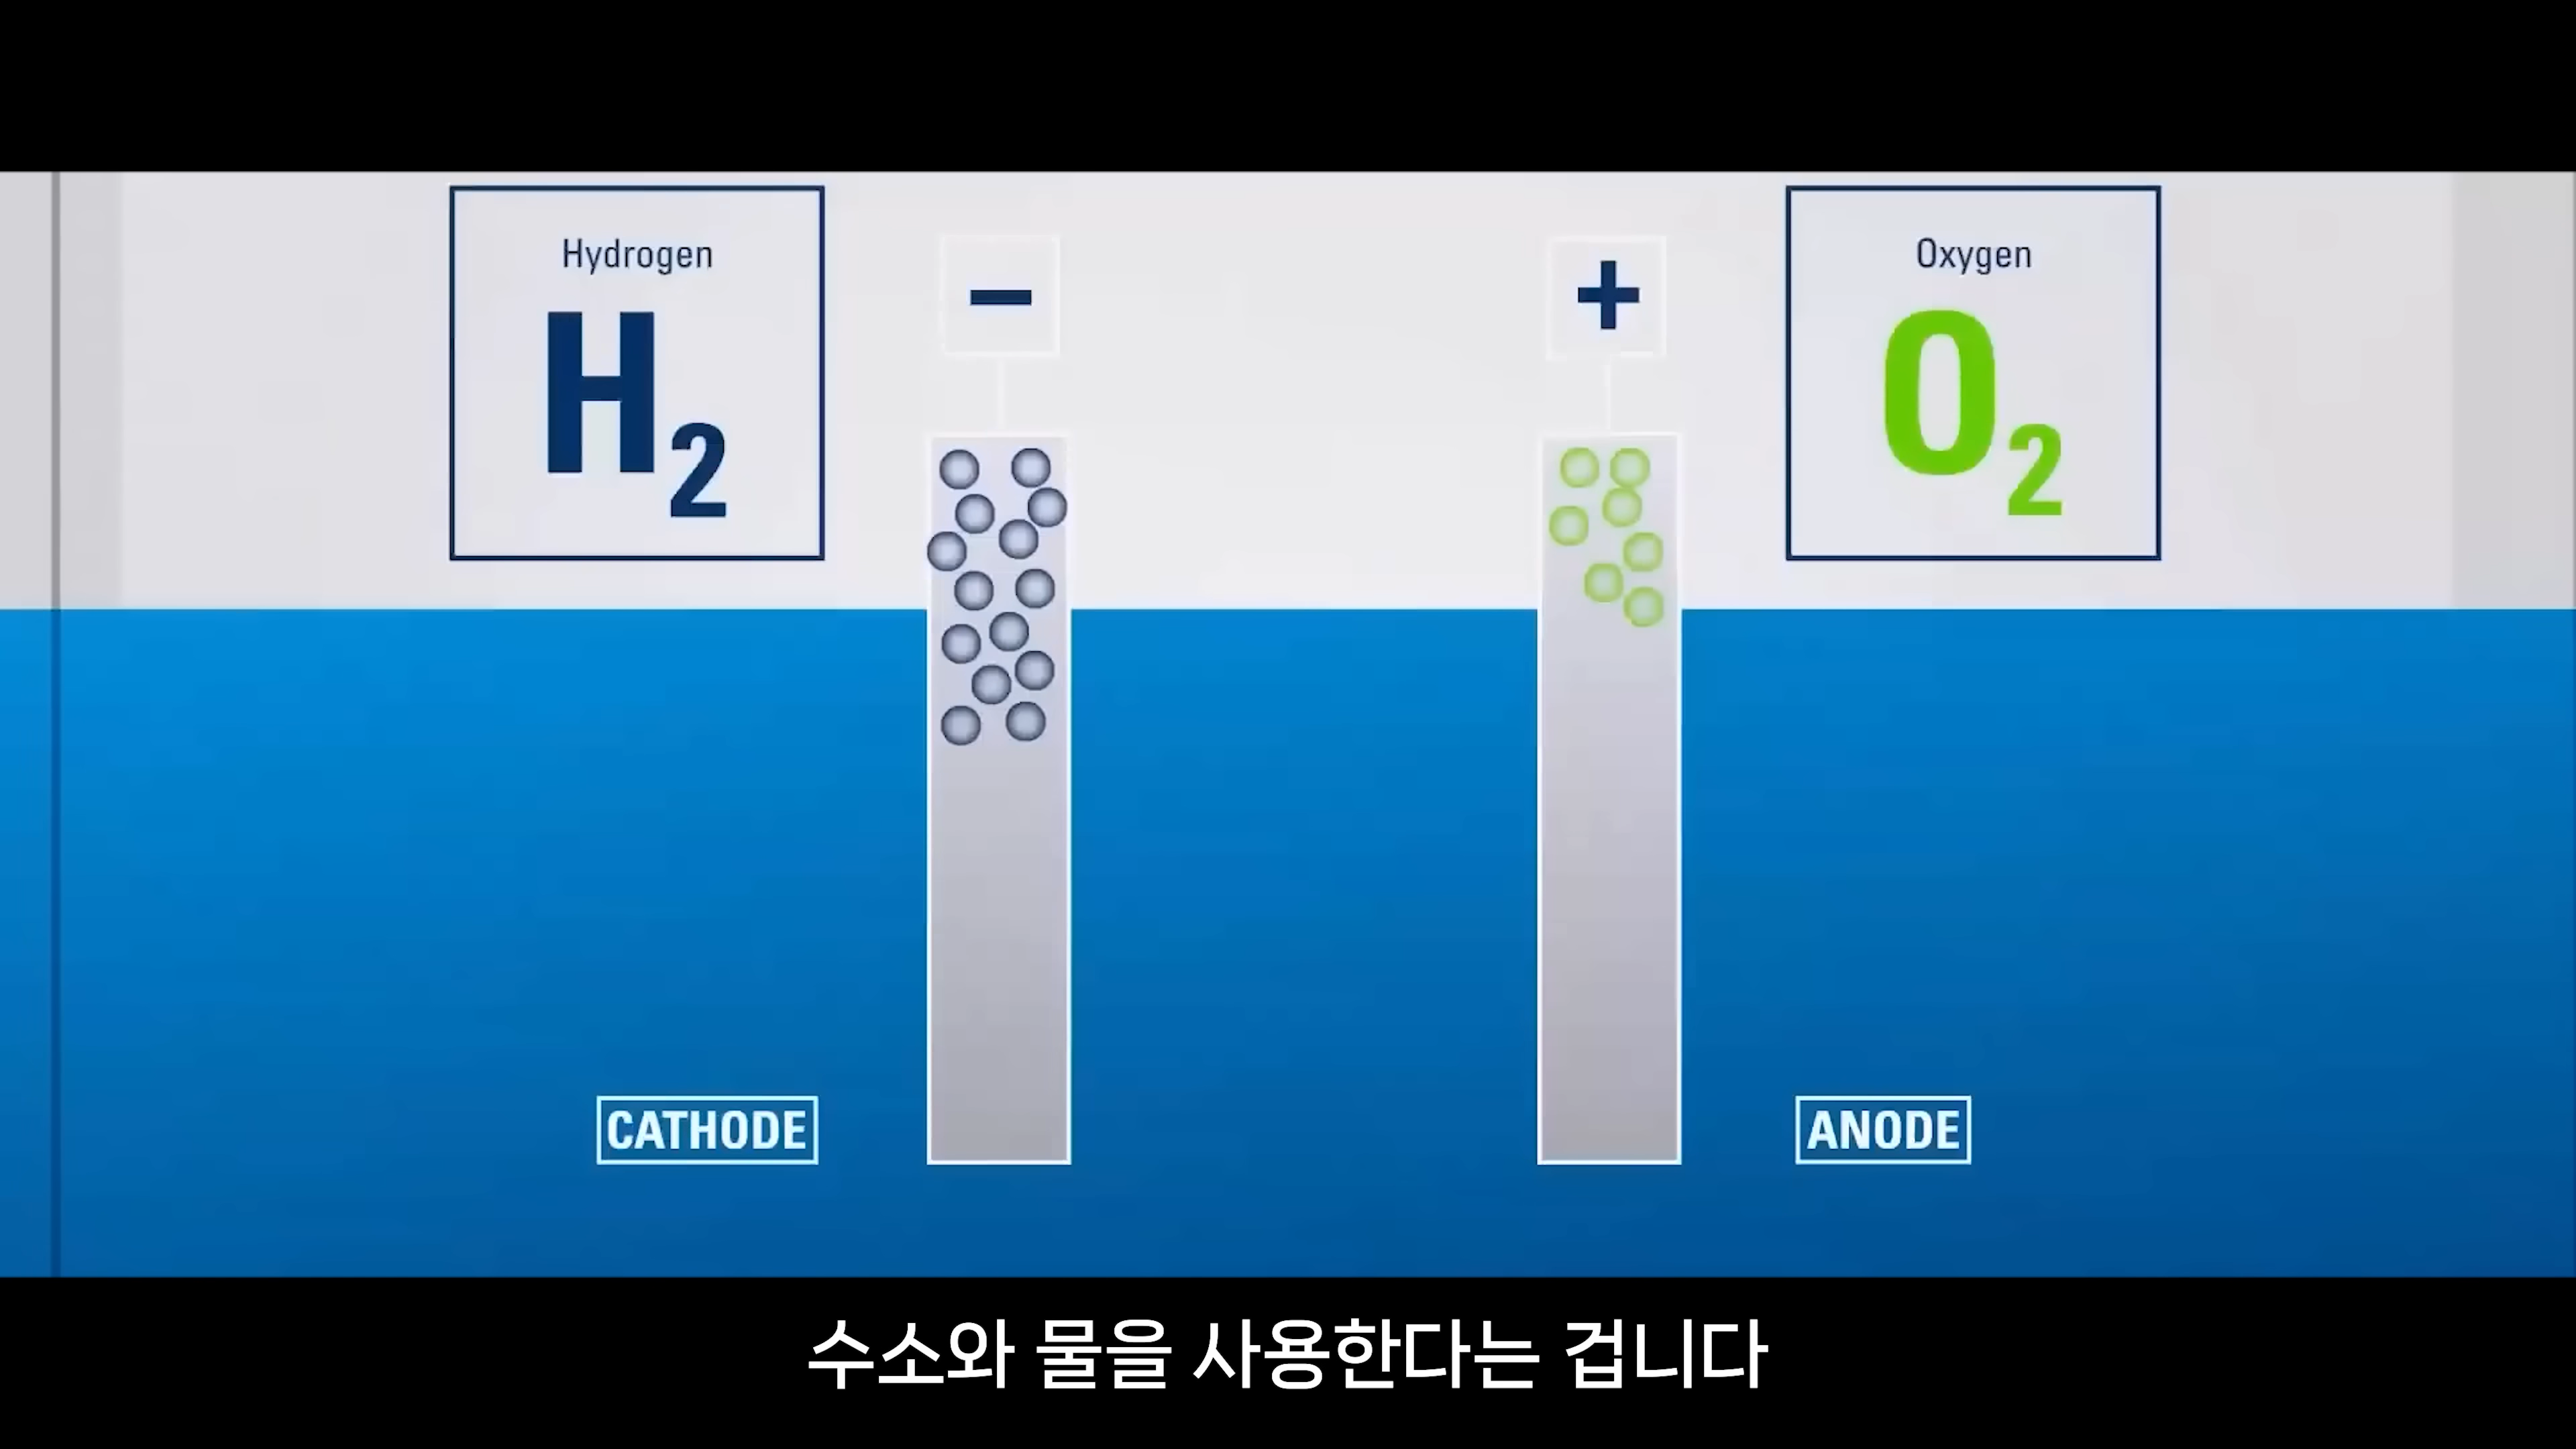 Hydrogen
H2
−
+
Oxygen
O2
CATHODE
ANODE
수소와 물을 사용한다는 겁니다